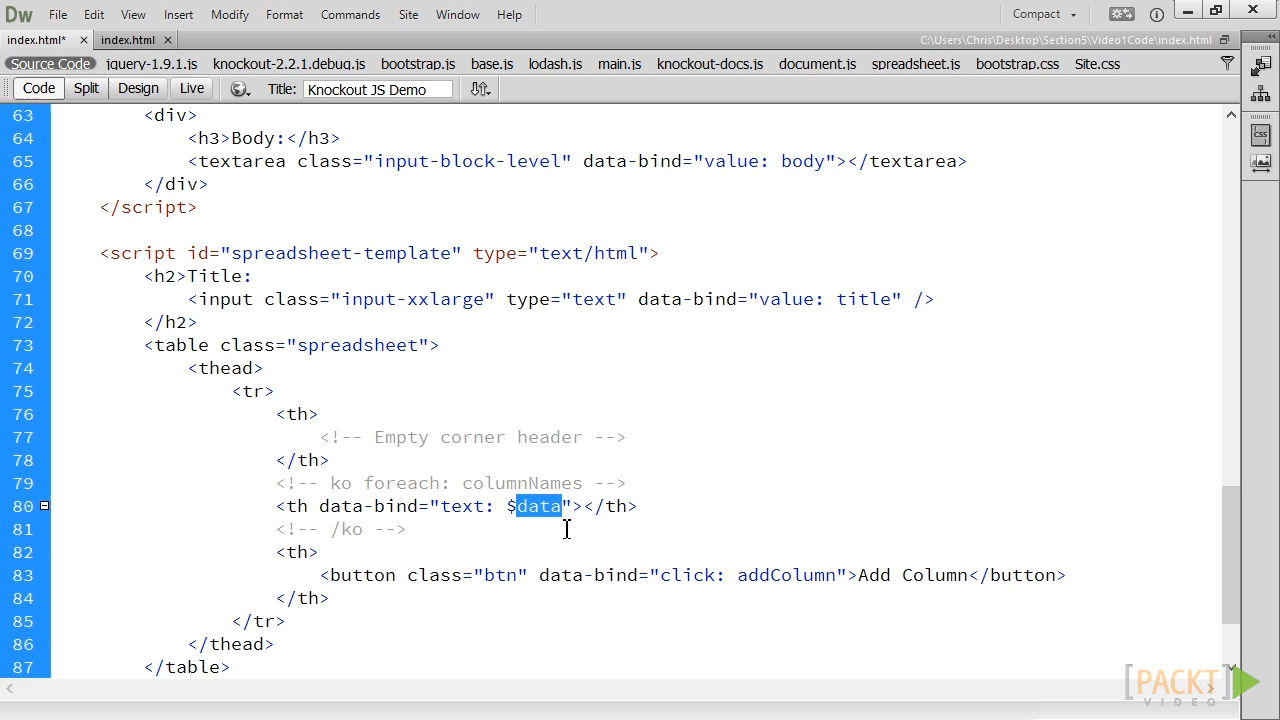 Dw File Edit View Insert Modify Format Commands Site Window Help Compact
index.html* × index.html × C:\Users\Chris\Desktop\Section5\Video1Code\index.html
Source Code jquery-1.9.1.js knockout-2.2.1.debug.js bootstrap.js base.js lodash.js main.js knockout-docs.js document.js spreadsheet.js bootstrap.css Site.css
Code Split Design Live Title: Knockout JS Demo
63 <div>
64 <h3>Body:</h3>
65 <textarea class="input-block-level" data-bind="value: body"></textarea>
66 </div>
67 </script>
68
69 <script id="spreadsheet-template" type="text/html">
70 <h2>Title:
71 <input class="input-xxlarge" type="text" data-bind="value: title" />
72 </h2>
73 <table class="spreadsheet">
74 <thead>
75 <tr>
76 <th>
77 <!-- Empty corner header -->
78 </th>
79 <!-- ko foreach: columnNames -->
80 <th data-bind="text: $data"></th>
81 <!-- /ko -->
82 <th>
83 <button class="btn" data-bind="click: addColumn">Add Column</button>
84 </th>
85 </tr>
86 </thead>
87 </table>
[PACKT]
VIDEO
CSS